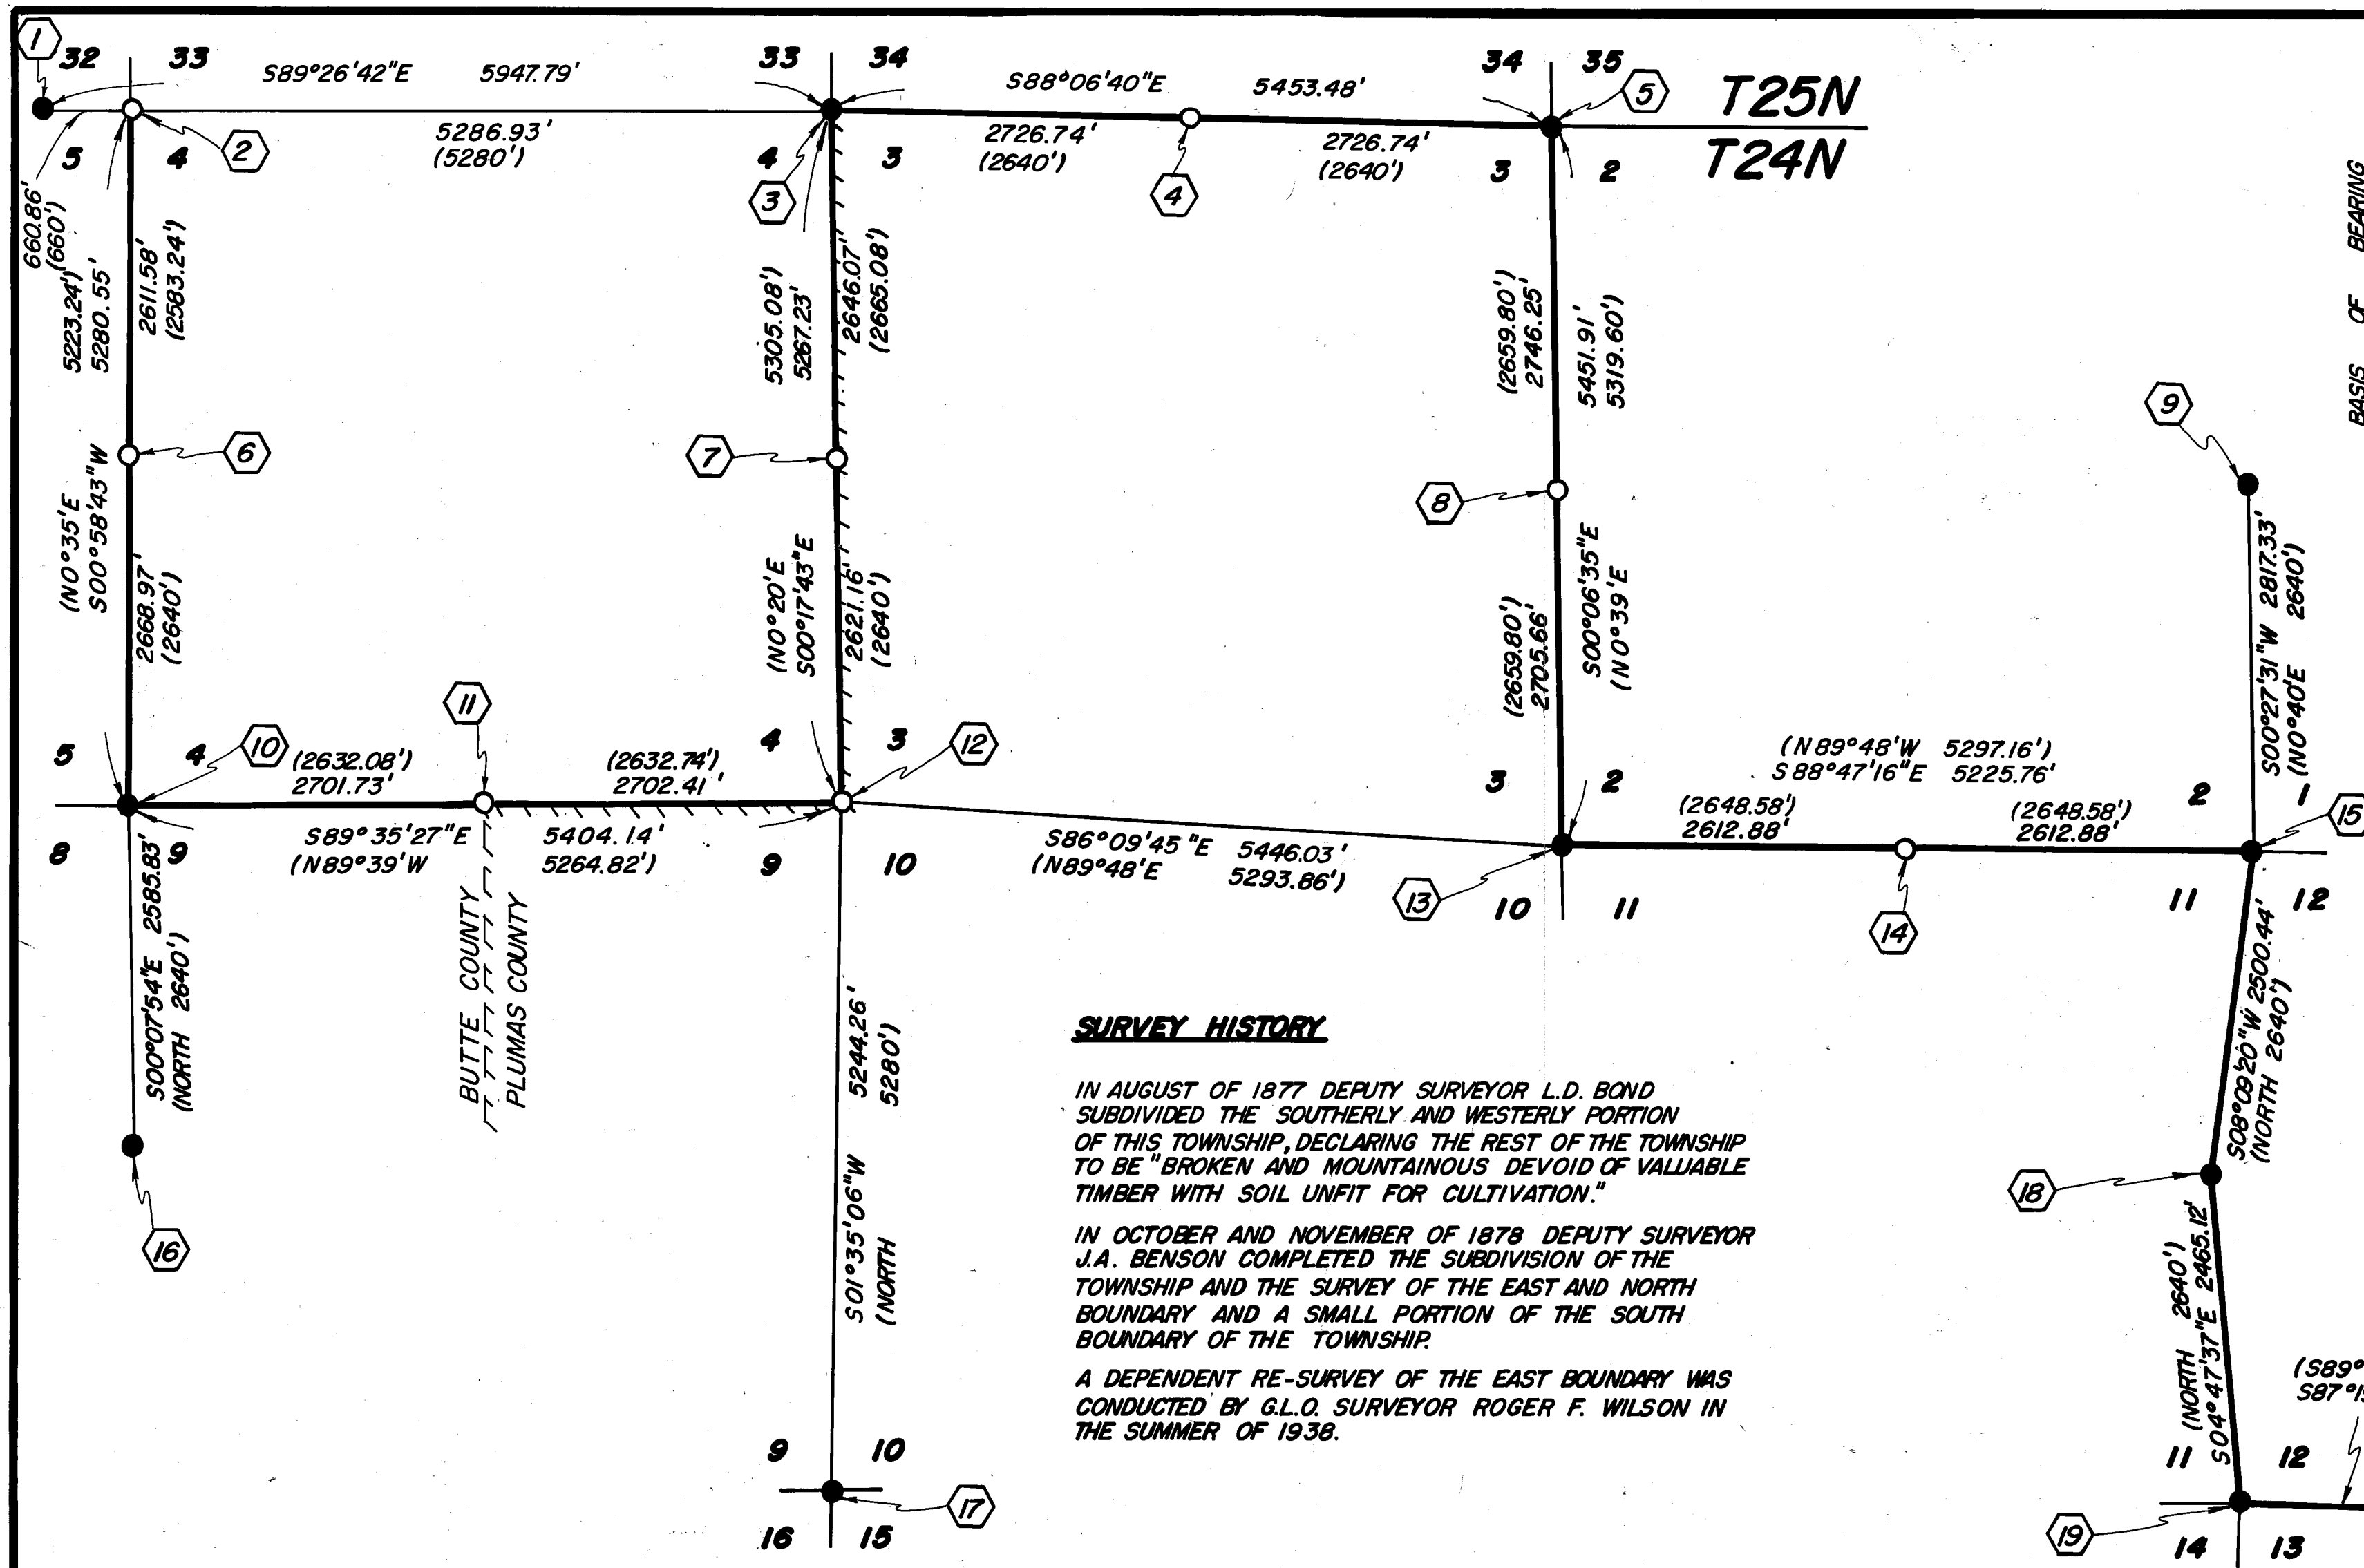 1
32 33
S89°26'42"E 5947.79'
33 34
S88°06'40"E 5453.48'
34 35
5
T25N
T24N
5286.93'
(5280')
2726.74'
(2640')
2726.74'
(2640')
5 4
2
4 3
3
4
3 2
660.86'
(660')
5223.24')
5280.55'
2611.58'
(2583.24')
5305.08')
5267.23'
2646.07'
(2665.08')
(2659.80')
2746.25'
5451.91'
5319.60')
BASIS OF BEARING
9
6
7
8
(N0°35'E
S00°58'43"W
2668.97'
(2640')
(N0°20'E
S00°17'43"E
2621.16'
(2640')
(2659.80')
2705.66'
S00°06'35"E
(N0°39'E
S00°27'31"W 2817.33'
(N0°40'E 2640')
11
5 4
10
(2632.08')
2701.73'
(2632.74')
2702.41'
4 3
12
3 2
(N89°48'W 5297.16')
S88°47'16"E 5225.76'
(2648.58')
2612.88'
(2648.58')
2612.88'
2 1
15
8 9
S89°35'27"E 5404.14'
(N89°39'W 5264.82')
9 10
S86°09'45"E 5446.03'
(N89°48'E 5293.86')
13
10 11
14
11 12
S00°07'54"E 2585.83'
(NORTH 2640')
BUTTE COUNTY
PLUMAS COUNTY
S01°35'06"W 5244.26'
(NORTH 5280')
S08°09'20"W 2500.44'
(NORTH 2640')
SURVEY HISTORY
IN AUGUST OF 1877 DEPUTY SURVEYOR L.D. BOND
SUBDIVIDED THE SOUTHERLY AND WESTERLY PORTION
OF THIS TOWNSHIP, DECLARING THE REST OF THE TOWNSHIP
TO BE "BROKEN AND MOUNTAINOUS DEVOID OF VALUABLE
TIMBER WITH SOIL UNFIT FOR CULTIVATION."
IN OCTOBER AND NOVEMBER OF 1878 DEPUTY SURVEYOR
J.A. BENSON COMPLETED THE SUBDIVISION OF THE
TOWNSHIP AND THE SURVEY OF THE EAST AND NORTH
BOUNDARY AND A SMALL PORTION OF THE SOUTH
BOUNDARY OF THE TOWNSHIP.
A DEPENDENT RE-SURVEY OF THE EAST BOUNDARY WAS
CONDUCTED BY G.L.O. SURVEYOR ROGER F. WILSON IN
THE SUMMER OF 1938.
16
18
(NORTH 2640')
S04°47'37"E 2465.12'
(S89°
S87°1
9 10
17
16 15
11 12
19
14 13